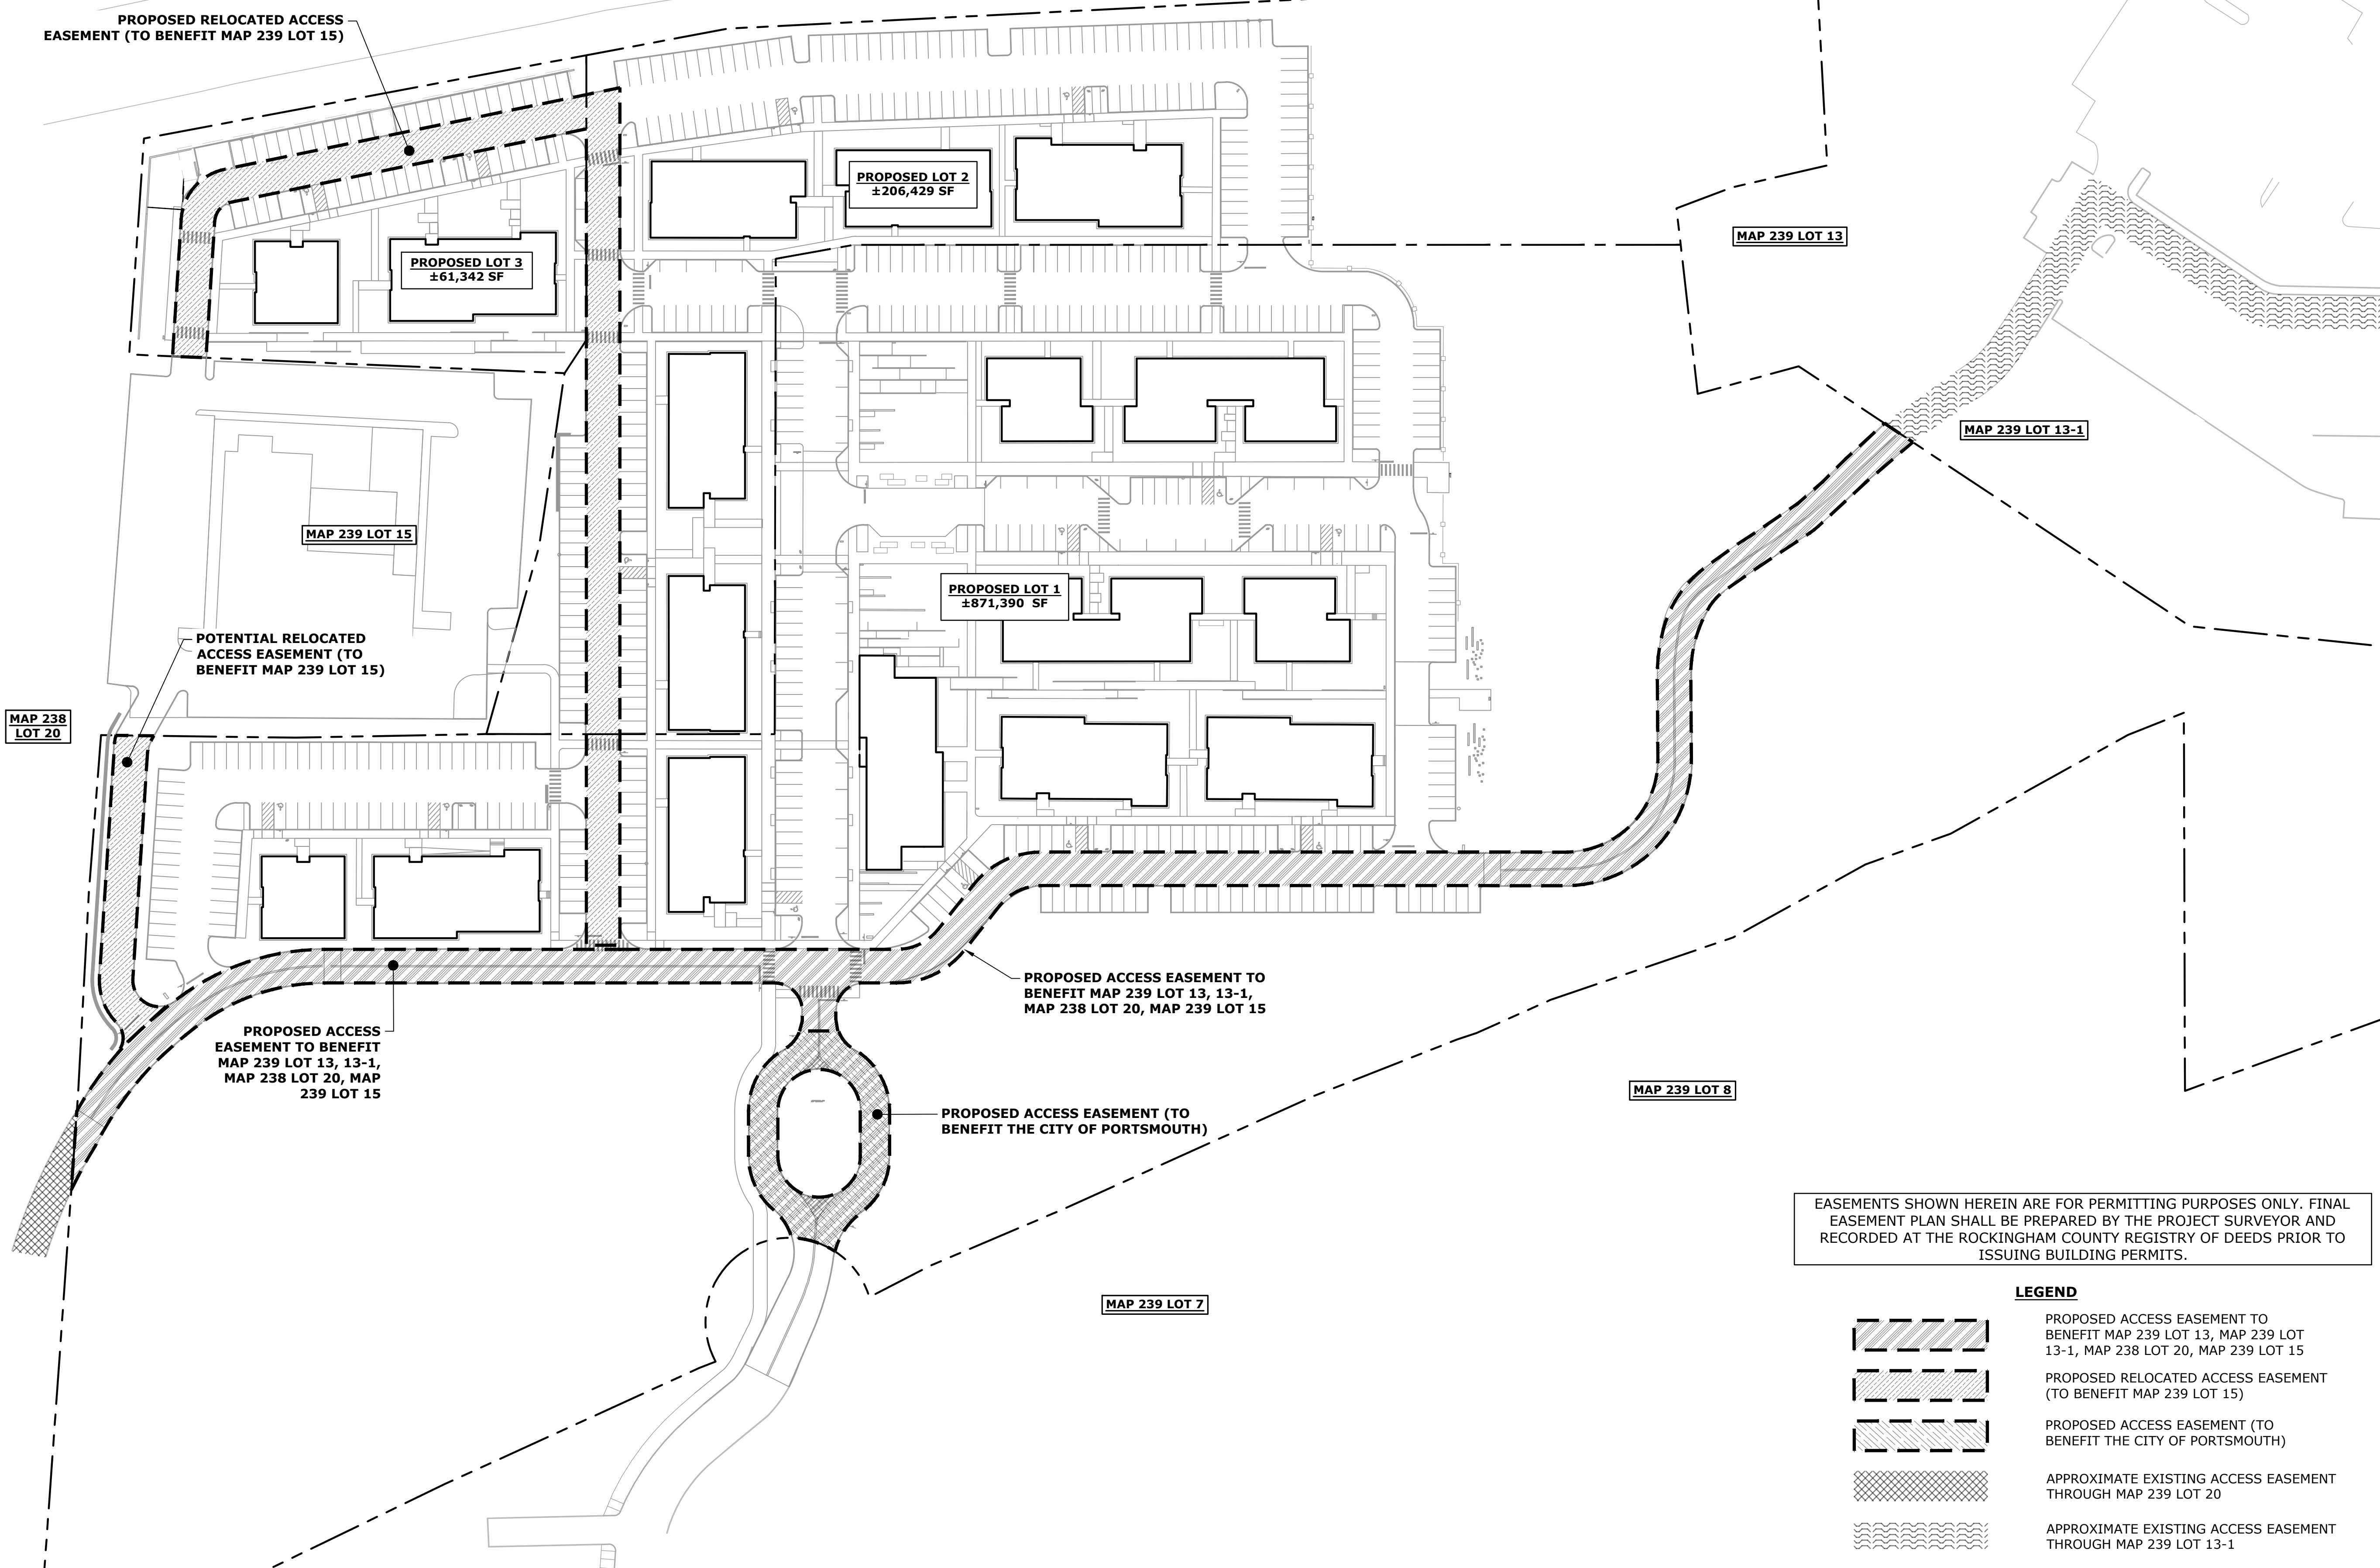 PROPOSED RELOCATED ACCESS
EASEMENT (TO BENEFIT MAP 239 LOT 15)
PROPOSED LOT 2
±206,429 SF
PROPOSED LOT 3
±61,342 SF
MAP 239 LOT 13
MAP 239 LOT 13-1
MAP 239 LOT 15
PROPOSED LOT 1
±871,390 SF
POTENTIAL RELOCATED
ACCESS EASEMENT (TO
BENEFIT MAP 239 LOT 15)
MAP 238
LOT 20
PROPOSED ACCESS EASEMENT TO
BENEFIT MAP 239 LOT 13, 13-1,
MAP 238 LOT 20, MAP 239 LOT 15
PROPOSED ACCESS
EASEMENT TO BENEFIT
MAP 239 LOT 13, 13-1,
MAP 238 LOT 20, MAP
239 LOT 15
PROPOSED ACCESS EASEMENT (TO
BENEFIT THE CITY OF PORTSMOUTH)
MAP 239 LOT 8
MAP 239 LOT 7
EASEMENTS SHOWN HEREIN ARE FOR PERMITTING PURPOSES ONLY. FINAL
EASEMENT PLAN SHALL BE PREPARED BY THE PROJECT SURVEYOR AND
RECORDED AT THE ROCKINGHAM COUNTY REGISTRY OF DEEDS PRIOR TO
ISSUING BUILDING PERMITS.
LEGEND
PROPOSED ACCESS EASEMENT TO
BENEFIT MAP 239 LOT 13, MAP 239 LOT
13-1, MAP 238 LOT 20, MAP 239 LOT 15
PROPOSED RELOCATED ACCESS EASEMENT
(TO BENEFIT MAP 239 LOT 15)
PROPOSED ACCESS EASEMENT (TO
BENEFIT THE CITY OF PORTSMOUTH)
APPROXIMATE EXISTING ACCESS EASEMENT
THROUGH MAP 239 LOT 20
APPROXIMATE EXISTING ACCESS EASEMENT
THROUGH MAP 239 LOT 13-1